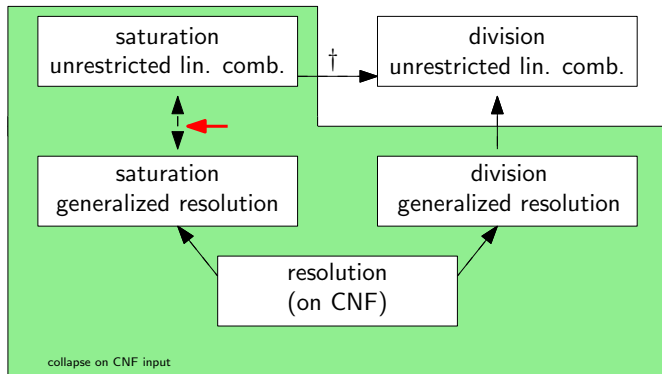 saturation
unrestricted lin. comb.
†
division
unrestricted lin. comb.
saturation
generalized resolution
division
generalized resolution
resolution
(on CNF)
collapse on CNF input